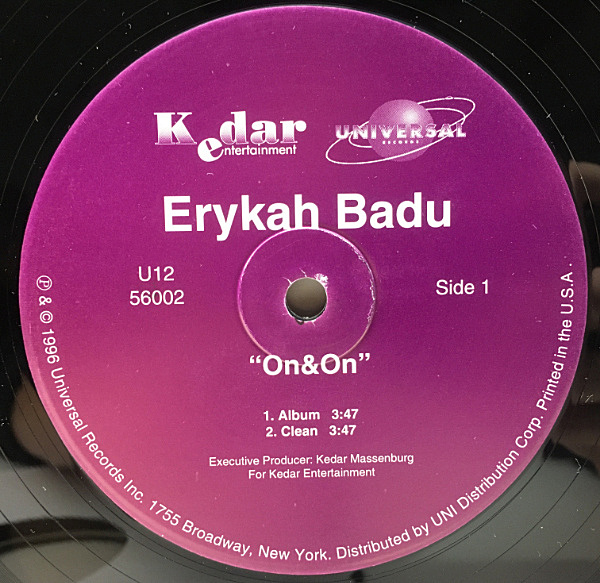 Kedar
entertainment
UNIVERSAL
RECORDS
Erykah Badu
U12
56002
Side 1
“On&On”
1. Album 3:47
2. Clean 3:47
Executive Producer: Kedar Massenburg
For Kedar Entertainment
℗ & © 1996 Universal Records Inc. 1755 Broadway, New York. Distributed by UNI Distribution Corp. Printed in the U.S.A.